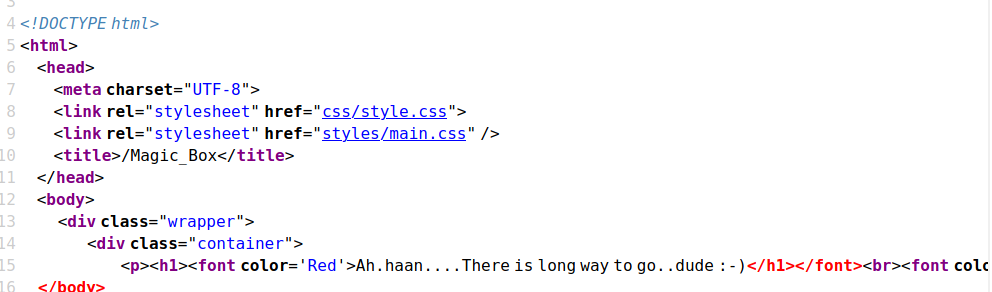 3
4 <!DOCTYPE html>
5 <html>
6 <head>
7 <meta charset="UTF-8">
8 <link rel="stylesheet" href="css/style.css">
9 <link rel="stylesheet" href="styles/main.css" />
10 <title>/Magic_Box</title>
11 </head>
12 <body>
13 <div class="wrapper">
14 <div class="container">
15 <p><h1><font color='Red'>Ah.haan....There is long way to go..dude :-)</h1></font><br><font colo
16 </body>